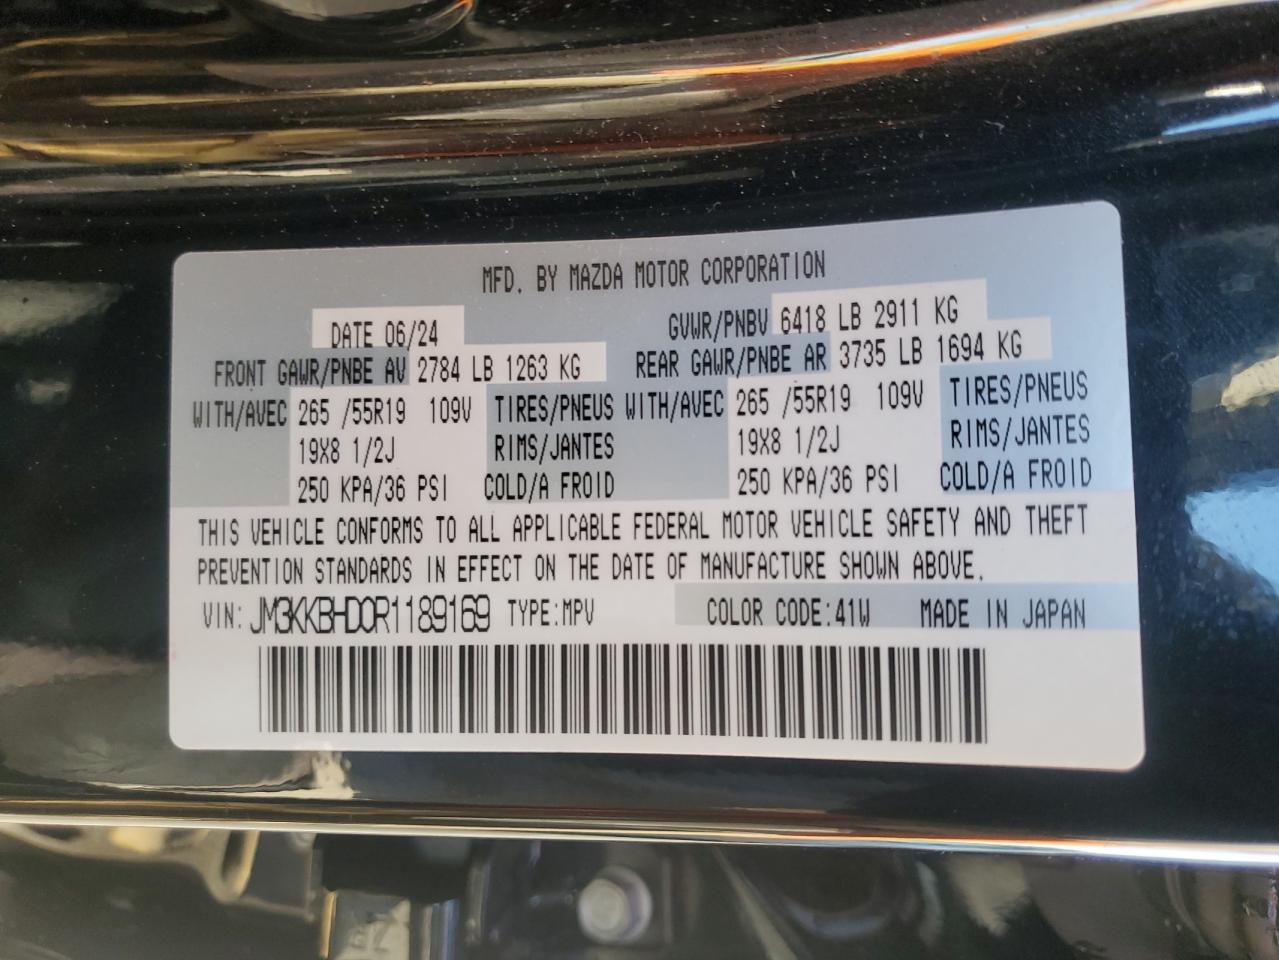 MFD. BY MAZDA MOTOR CORPORATION
DATE 06/24 GVWR/PNBV 6418 LB 2911 KG
FRONT GAWR/PNBE AV 2784 LB 1263 KG REAR GAWR/PNBE AR 3735 LB 1694 KG
WITH/AVEC 265 /55R19 109V TIRES/PNEUS WITH/AVEC 265 /55R19 109V TIRES/PNEUS
19X8 1/2J RIMS/JANTES 19X8 1/2J RIMS/JANTES
250 KPA/36 PSI COLD/A FROID 250 KPA/36 PSI COLD/A FROID
THIS VEHICLE CONFORMS TO ALL APPLICABLE FEDERAL MOTOR VEHICLE SAFETY AND THEFT
PREVENTION STANDARDS IN EFFECT ON THE DATE OF MANUFACTURE SHOWN ABOVE.
VIN: JM3KKBHD0R1189169 TYPE:MPV COLOR CODE:41W MADE IN JAPAN